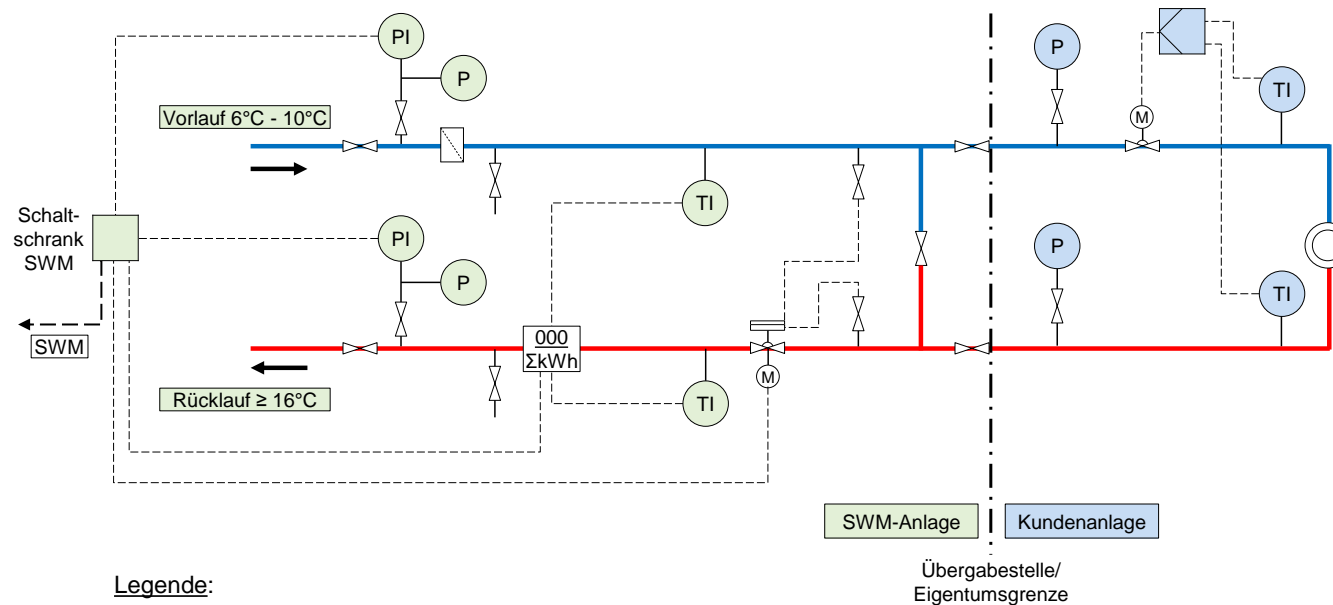 PI
P
P
TI
Vorlauf 6°C - 10°C
M
TI
Schalt-
schrank
SWM
PI
P
P
TI
SWM
000
ΣkWh
M
Rücklauf ≥ 16°C
TI
SWM-Anlage
Kundenanlage
Übergabestelle/
Eigentumsgrenze
Legende: